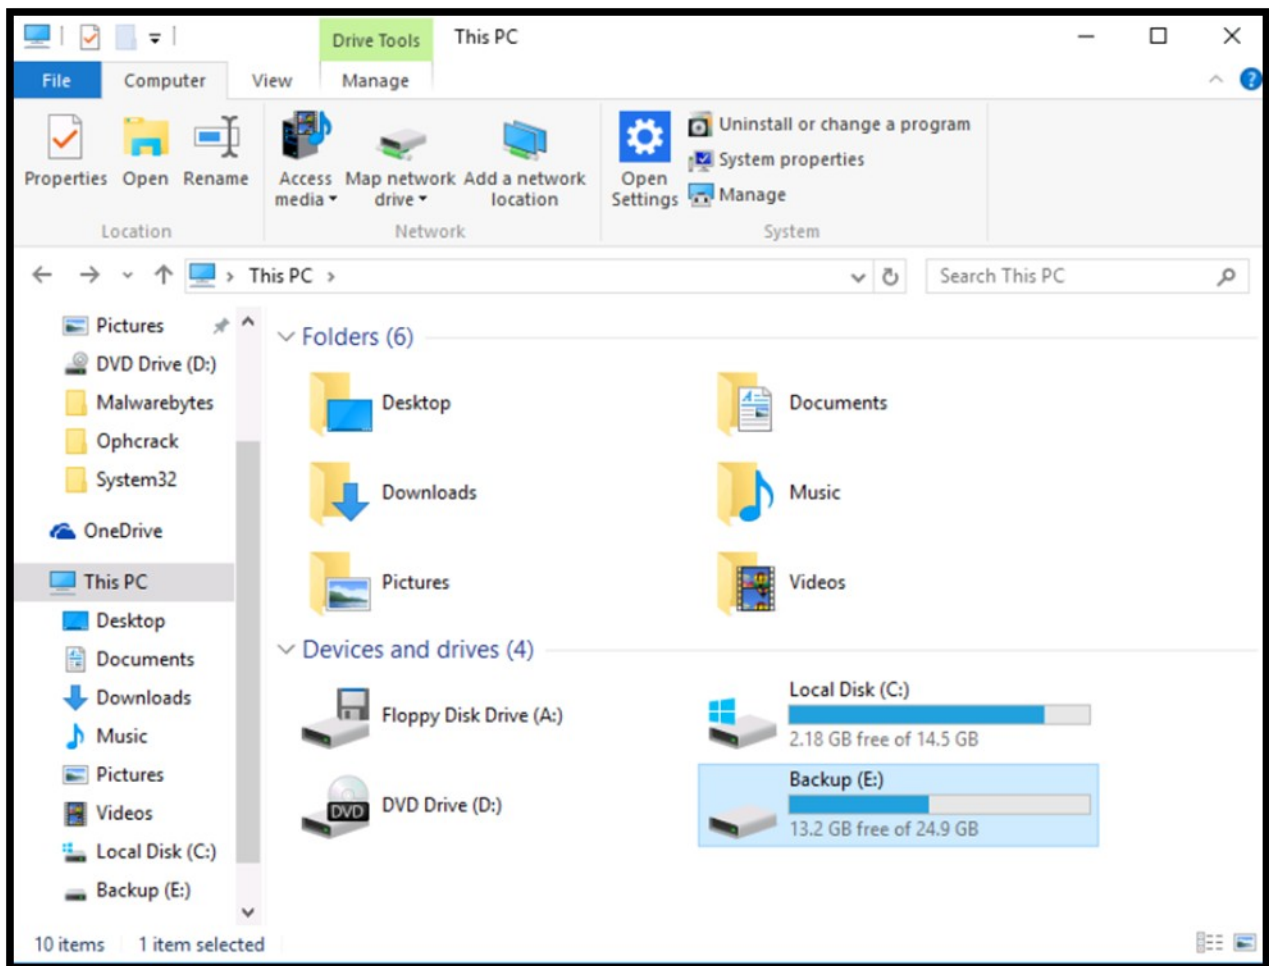 Drive Tools This PC
File Computer View Manage
Properties Open Rename
Location
Access media
Map network drive
Add a network location
Network
Open Settings
Uninstall or change a program
System properties
Manage
System
This PC
Search This PC
Pictures
DVD Drive (D:)
Malwarebytes
Ophcrack
System32
OneDrive
This PC
Desktop
Documents
Downloads
Music
Pictures
Videos
Local Disk (C:)
Backup (E:)
Folders (6)
Desktop
Documents
Downloads
Music
Pictures
Videos
Devices and drives (4)
Floppy Disk Drive (A:)
Local Disk (C:)
2.18 GB free of 14.5 GB
DVD
DVD Drive (D:)
Backup (E:)
13.2 GB free of 24.9 GB
10 items 1 item selected